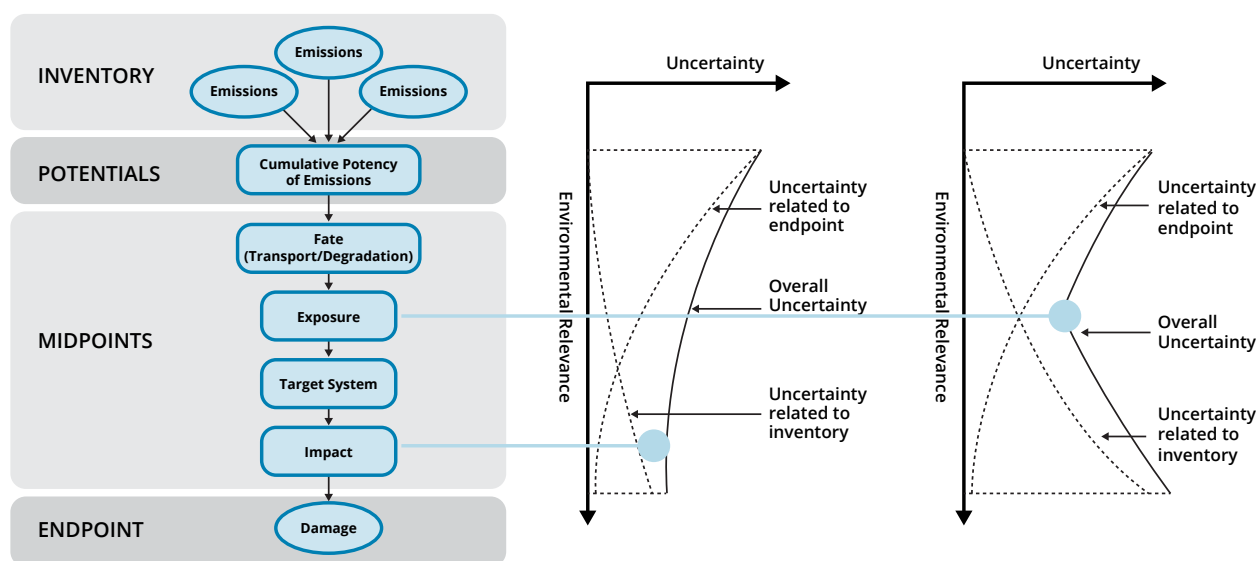 INVENTORY
Emissions
Emissions
Emissions
POTENTIALS
Cumulative Potency
of Emissions
MIDPOINTS
Fate
(Transport/Degradation)
Exposure
Target System
Impact
ENDPOINT
Damage
Uncertainty
Environmental Relevance
Uncertainty
related to
endpoint
Overall
Uncertainty
Uncertainty
related to
inventory
Uncertainty
Environmental Relevance
Uncertainty
related to
endpoint
Overall
Uncertainty
Uncertainty
related to
inventory